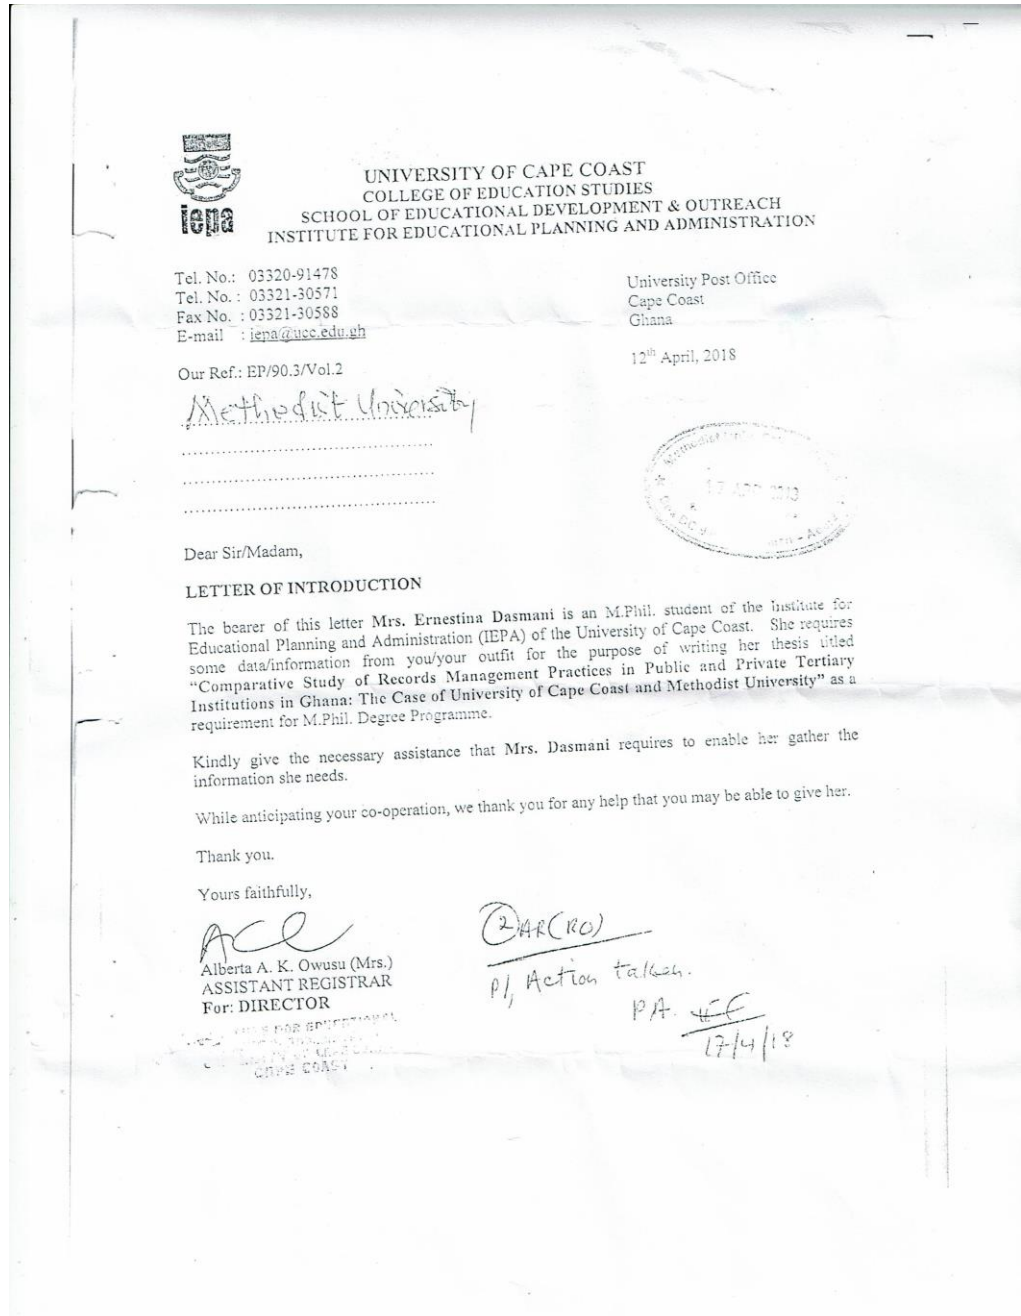 iepa
UNIVERSITY OF CAPE COAST
COLLEGE OF EDUCATION STUDIES
SCHOOL OF EDUCATIONAL DEVELOPMENT & OUTREACH
INSTITUTE FOR EDUCATIONAL PLANNING AND ADMINISTRATION
Tel. No.: 03320-91478
Tel. No. : 03321-30571
Fax No. : 03321-30588
E-mail : iepa@ucc.edu.gh
University Post Office
Cape Coast
Ghana
12th April, 2018
Our Ref.: EP/90.3/Vol.2
Methodist University
Methodist
Dear Sir/Madam,
LETTER OF INTRODUCTION
The bearer of this letter Mrs. Ernestina Dasmani is an M.Phil. student of the Institute for
Educational Planning and Administration (IEPA) of the University of Cape Coast. She requires
some data/information from you/your outfit for the purpose of writing her thesis titled
“Comparative Study of Records Management Practices in Public and Private Tertiary
Institutions in Ghana: The Case of University of Cape Coast and Methodist University” as a
requirement for M.Phil. Degree Programme.
Kindly give the necessary assistance that Mrs. Dasmani requires to enable her gather the
information she needs.
While anticipating your co-operation, we thank you for any help that you may be able to give her.
Thank you.
Yours faithfully,
Alberta A. K. Owusu (Mrs.)
ASSISTANT REGISTRAR
For: DIRECTOR
FOR EDUCATIONAL
CAPE COAST
2 AR(RO)
Action taken.
P.A.
17/4/18